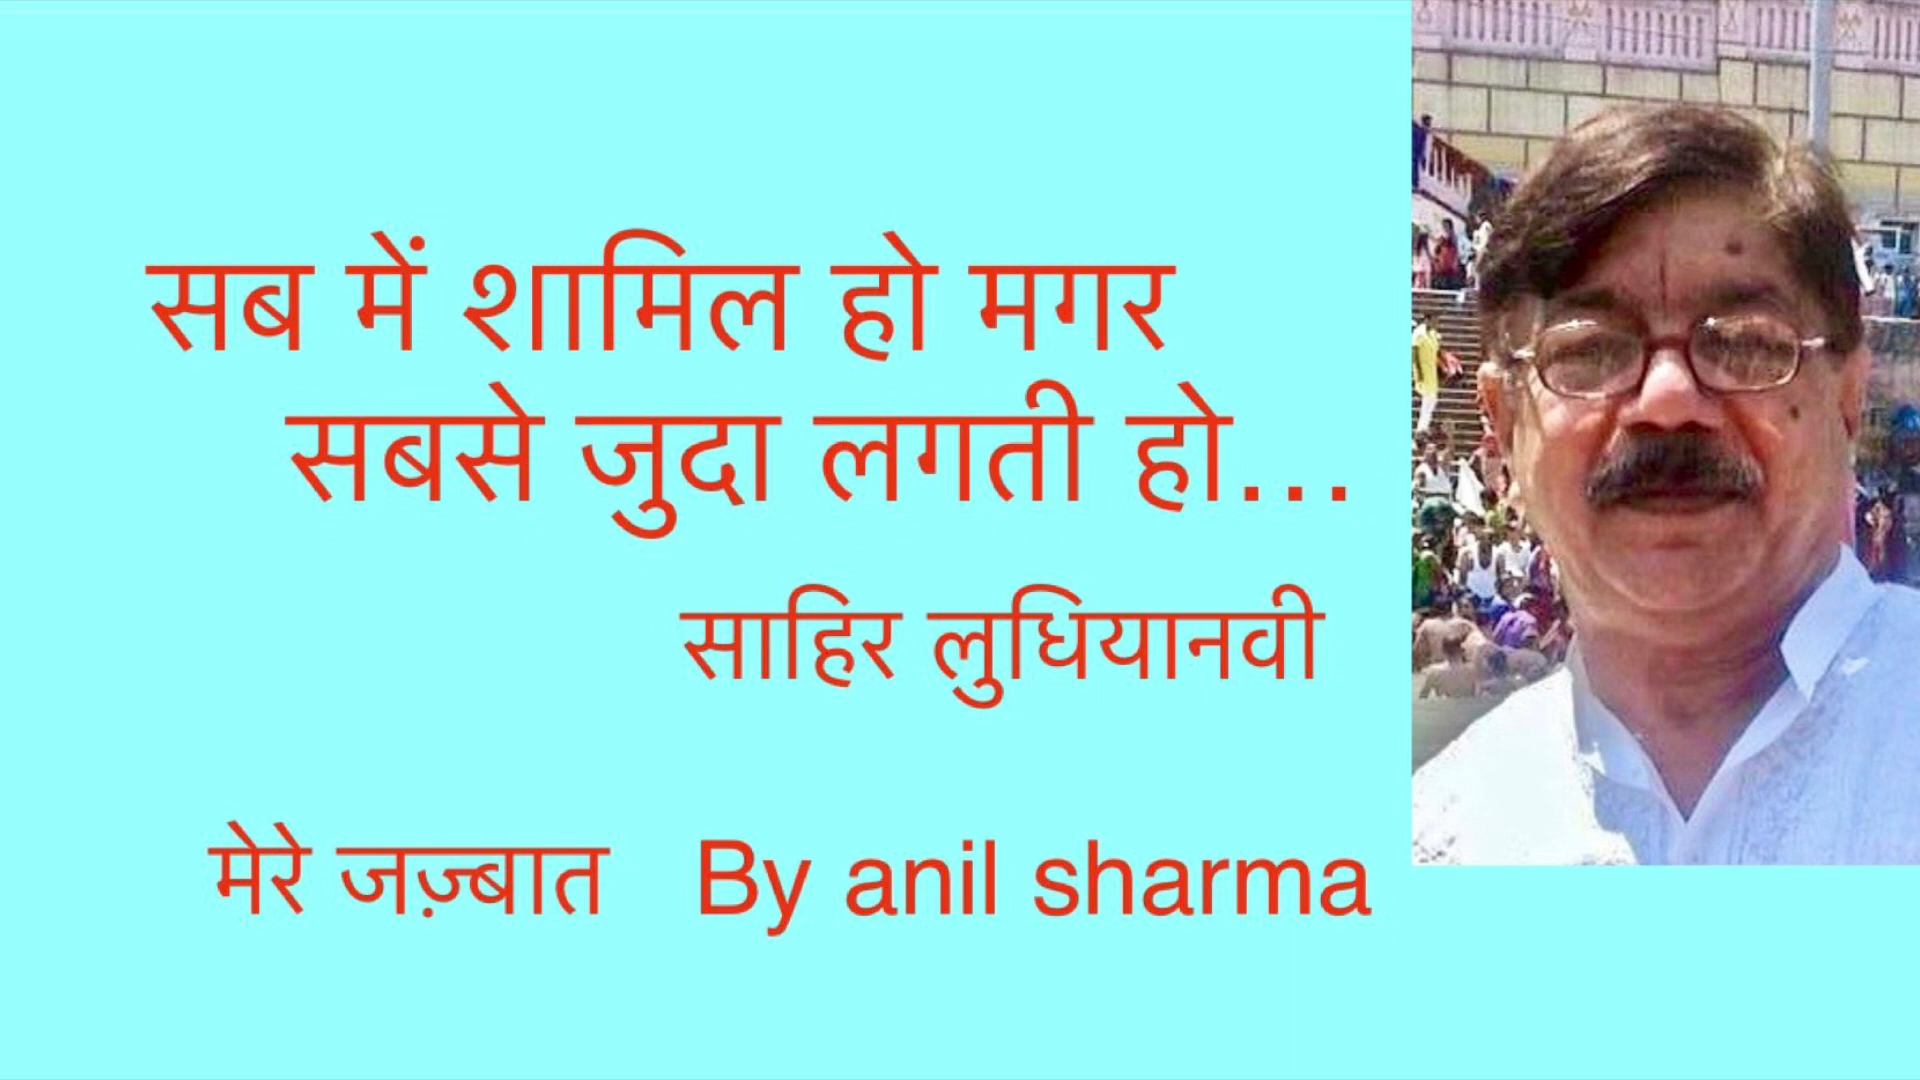 सब में शामिल हो मगर
सबसे जुदा लगती हो...
साहिर लुधियानवी
मेरे जज़्बात By anil sharma